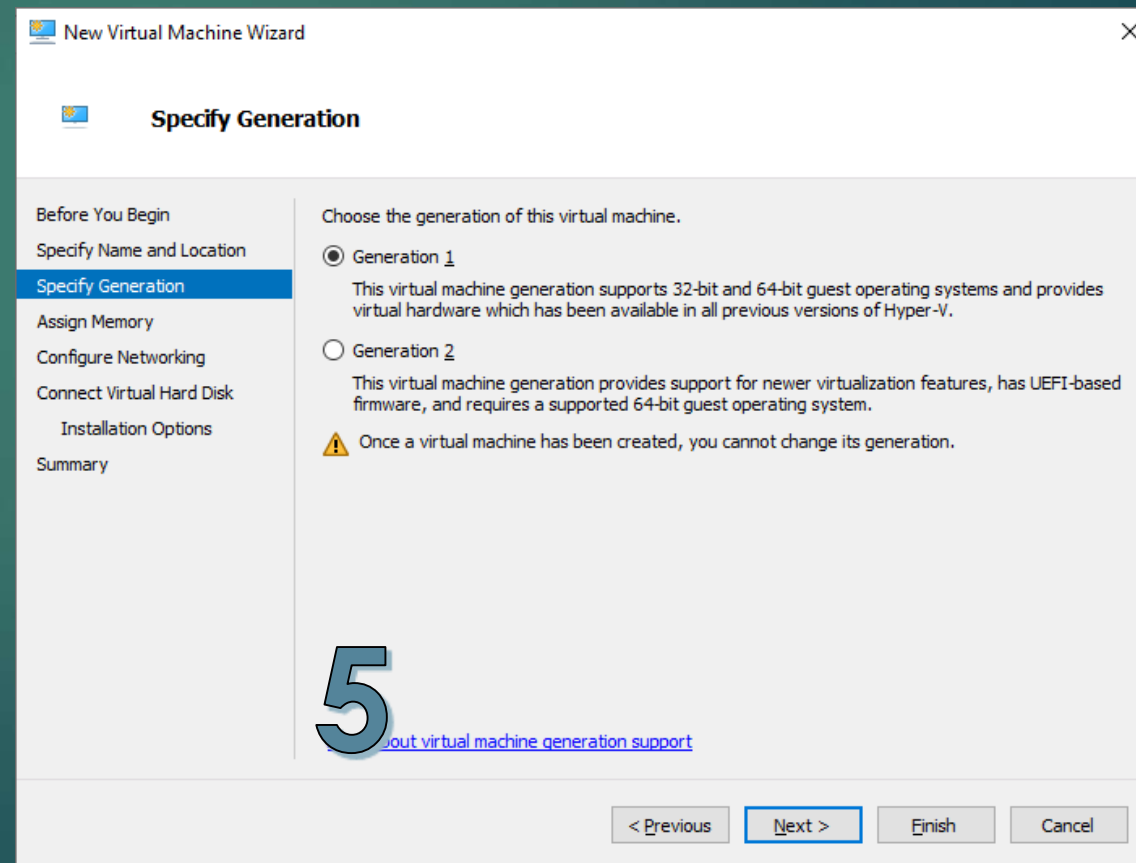 New Virtual Machine Wizard
Specify Generation
Before You Begin
Specify Name and Location
Specify Generation
Assign Memory
Configure Networking
Connect Virtual Hard Disk
Installation Options
Summary
Choose the generation of this virtual machine.
Generation 1
This virtual machine generation supports 32-bit and 64-bit guest operating systems and provides
virtual hardware which has been available in all previous versions of Hyper-V.
Generation 2
This virtual machine generation provides support for newer virtualization features, has UEFI-based
firmware, and requires a supported 64-bit guest operating system.
Once a virtual machine has been created, you cannot change its generation.
5
virtual machine generation support
< Previous
Next >
Finish
Cancel